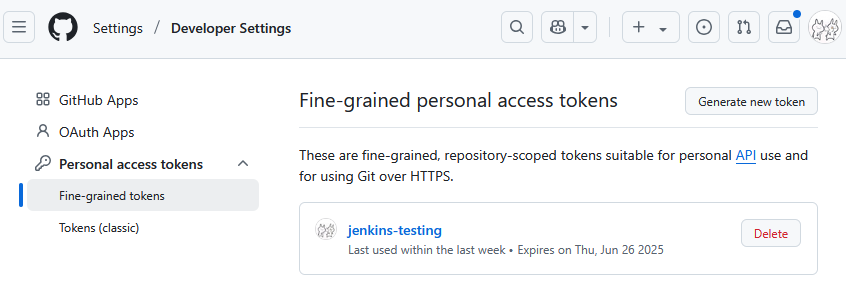 Settings / Developer Settings
GitHub Apps
OAuth Apps
Personal access tokens
Fine-grained tokens
Tokens (classic)
Fine-grained personal access tokens
Generate new token
These are fine-grained, repository-scoped tokens suitable for personal API use and
for using Git over HTTPS.
jenkins-testing
Last used within the last week • Expires on Thu, Jun 26 2025
Delete